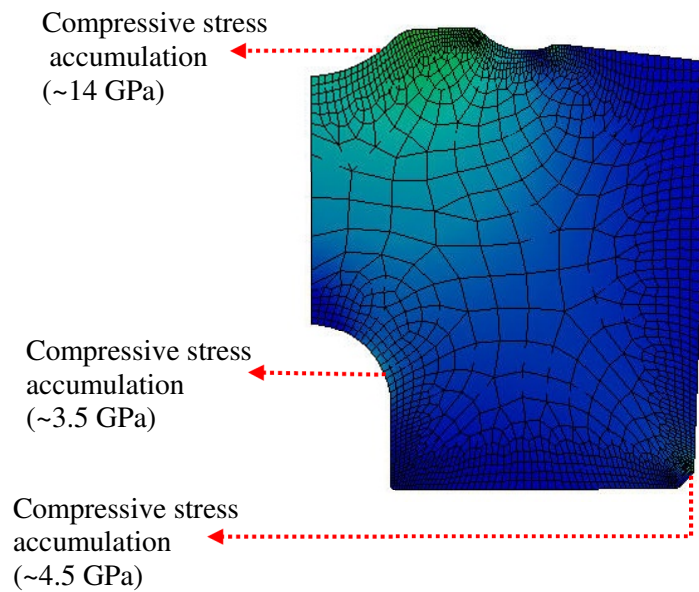 Compressive stress
accumulation
(~14 GPa)
Compressive stress
accumulation
(~3.5 GPa)
Compressive stress
accumulation
(~4.5 GPa)